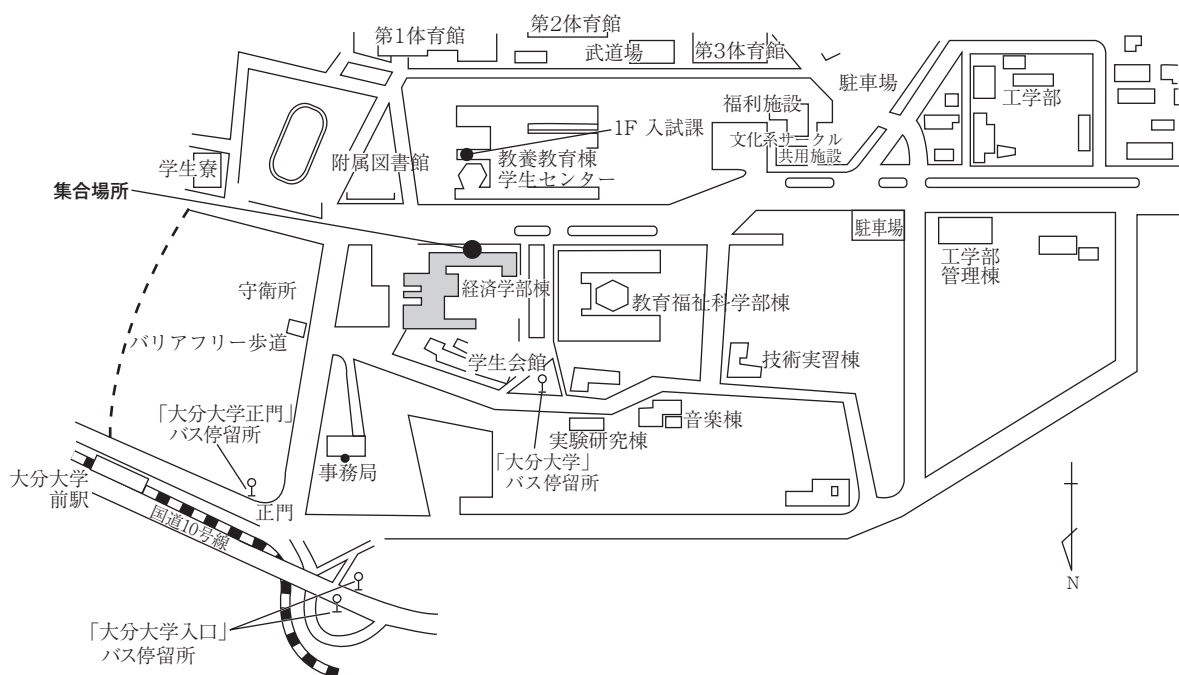 第2体育館
第1体育館
武道場
第3体育館
駐車場
福利施設
工学部
1F 入試課
文化系サークル
共用施設
附属図書館
教養教育棟
学生センター
学生寮
集合場所
駐車場
工学部
管理棟
守衛所
経済学部棟
教育福祉科学部棟
バリアフリー歩道
学生会館
技術実習棟
「大分大学正門」
バス停留所
音楽棟
実験研究棟
「大分大学」
バス停留所
事務局
大分大学
前駅
正門
国道10号線
N
「大分大学入口」
バス停留所